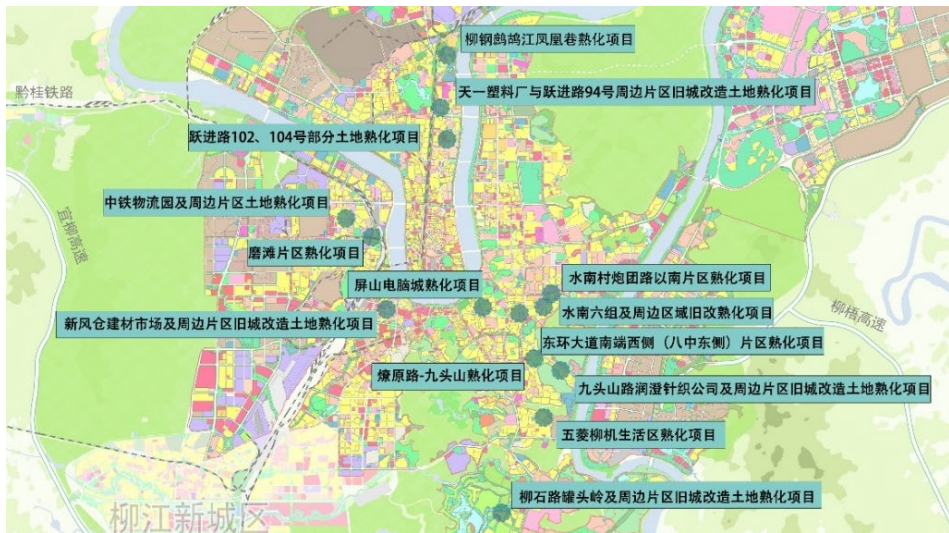 柳钢鹧鸪江凤凰巷熟化项目
黔桂铁路
天一塑料厂与跃进路94号周边片区旧城改造土地熟化项目
跃进路102、104号部分土地熟化项目
中铁物流园及周边片区土地熟化项目
宜柳高速
磨滩片区熟化项目
水南村炮团路以南片区熟化项目
屏山电脑城熟化项目
柳梧高速
水南六组及周边区域旧改熟化项目
新风仓建材市场及周边片区旧城改造土地熟化项目
东环大道南端西侧（八中东侧）片区熟化项目
燎原路-九头山熟化项目
九头山路润澄针织公司及周边片区旧城改造土地熟化项目
五菱柳机生活区熟化项目
柳石路罐头岭及周边片区旧城改造土地熟化项目
柳江新城区